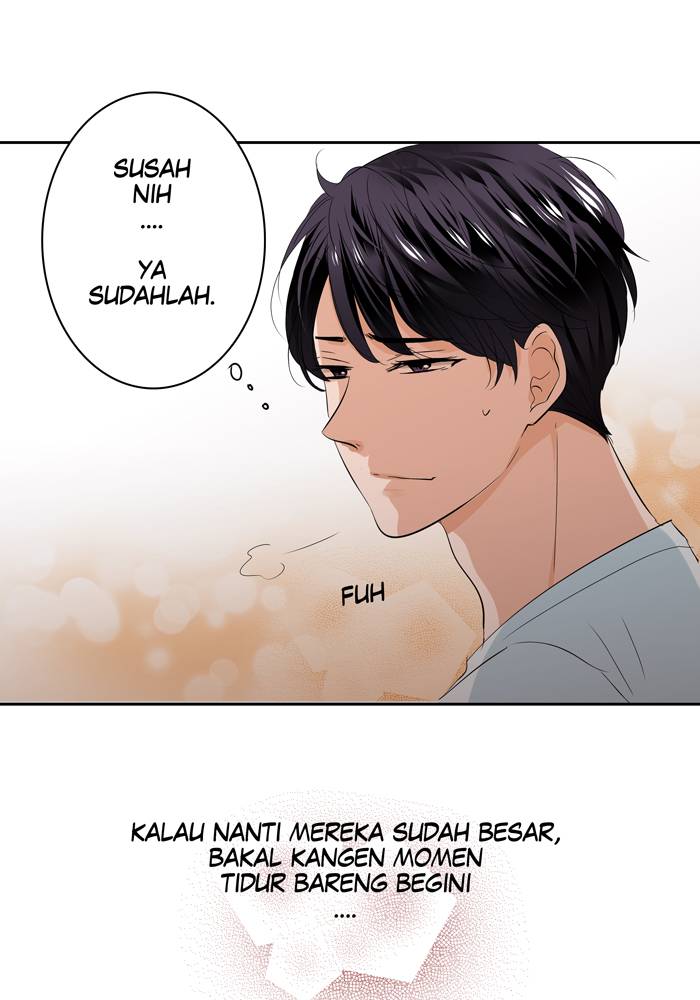 SUSAH
NIH
....
YA
SUDAHLAH.
FUH
KALAU NANTI MEREKA SUDAH BESAR,
BAKAL KANGEN MOMEN
TIDUR BARENG BEGINI
....